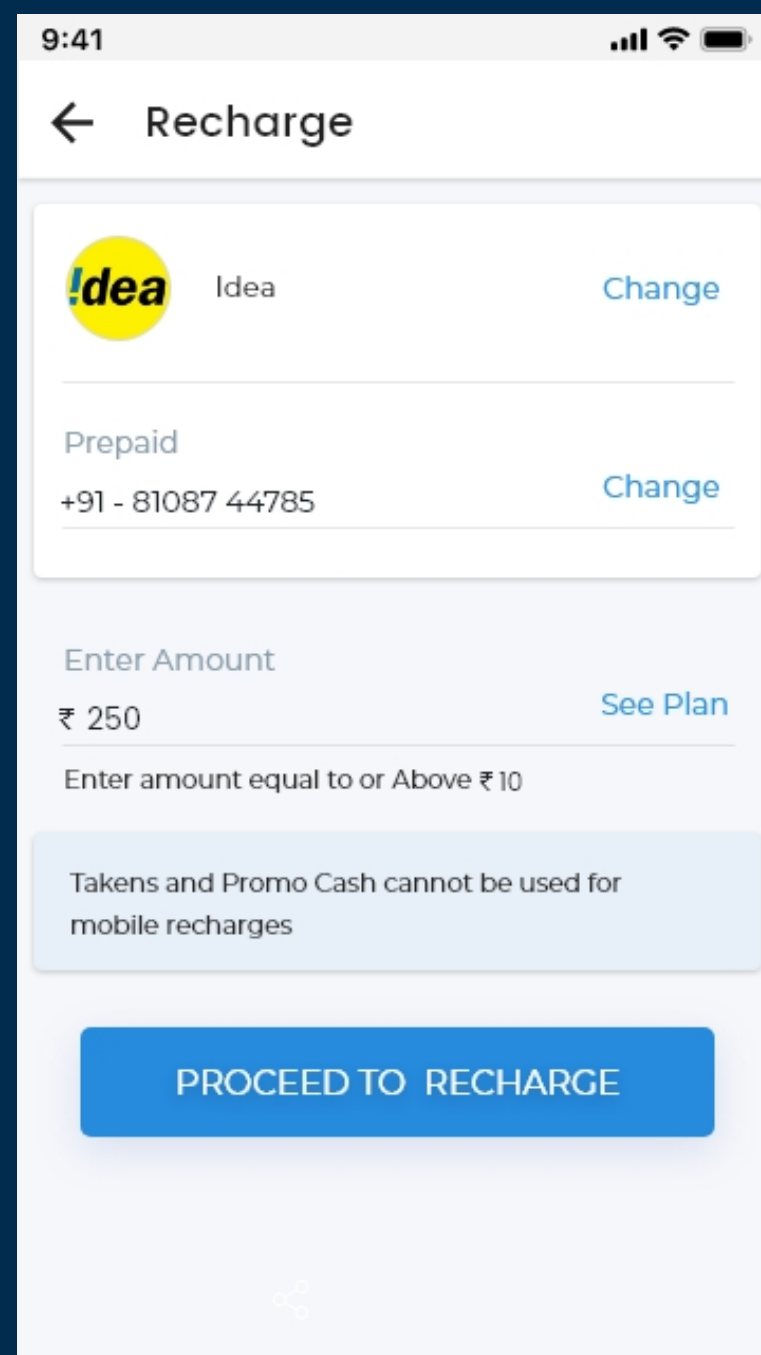 9:41
Recharge
!dea
Idea
Change
Prepaid
+91 - 81087 44785
Change
Enter Amount
₹ 250
See Plan
Enter amount equal to or Above ₹ 10
Takens and Promo Cash cannot be used for
mobile recharges
PROCEED TO RECHARGE